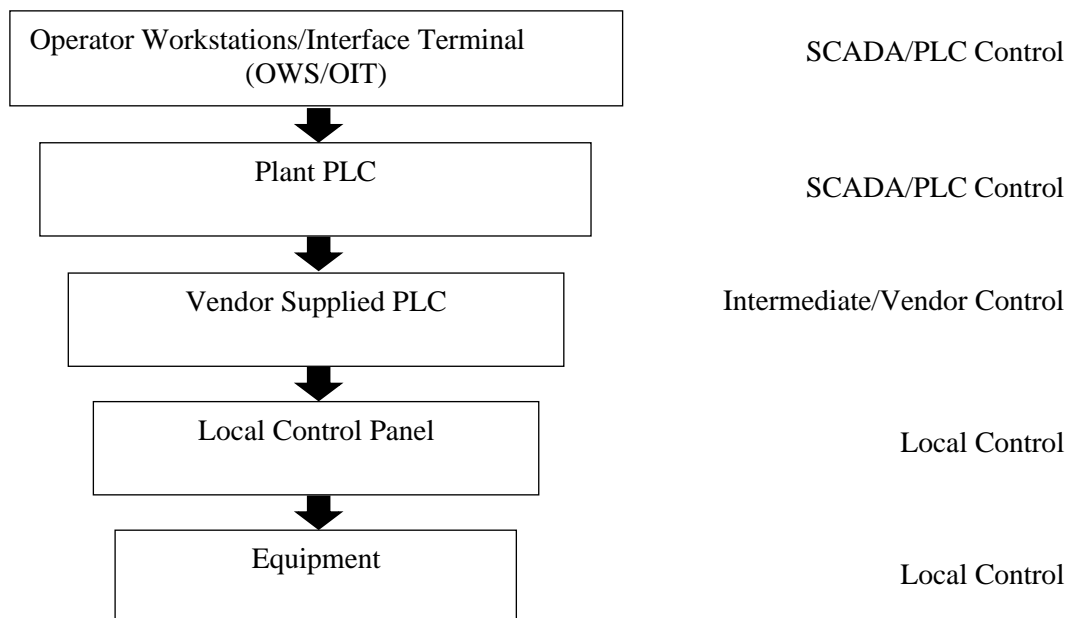 Operator Workstations/Interface Terminal
(OWS/OIT)
SCADA/PLC Control
Plant PLC
SCADA/PLC Control
Vendor Supplied PLC
Intermediate/Vendor Control
Local Control Panel
Local Control
Equipment
Local Control